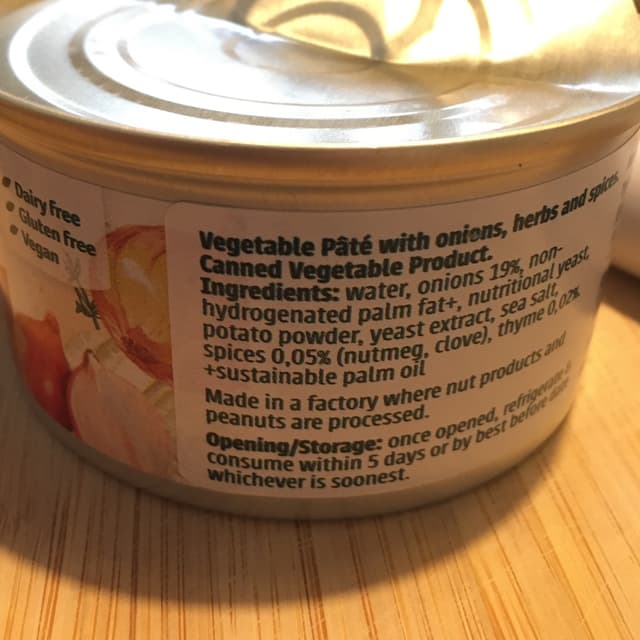 • Dairy Free
• Gluten Free
• Vegan
Vegetable Pâté with onions, herbs and spices.
Canned Vegetable Product.
Ingredients: water, onions 19%, non-
hydrogenated palm fat+, nutritional yeast,
potato powder, yeast extract, sea salt,
spices 0,05% (nutmeg, clove), thyme 0,02%.
+sustainable palm oil
Made in a factory where nut products and
peanuts are processed.
Opening/Storage: once opened, refrigerate &
consume within 5 days or by best before date
whichever is soonest.